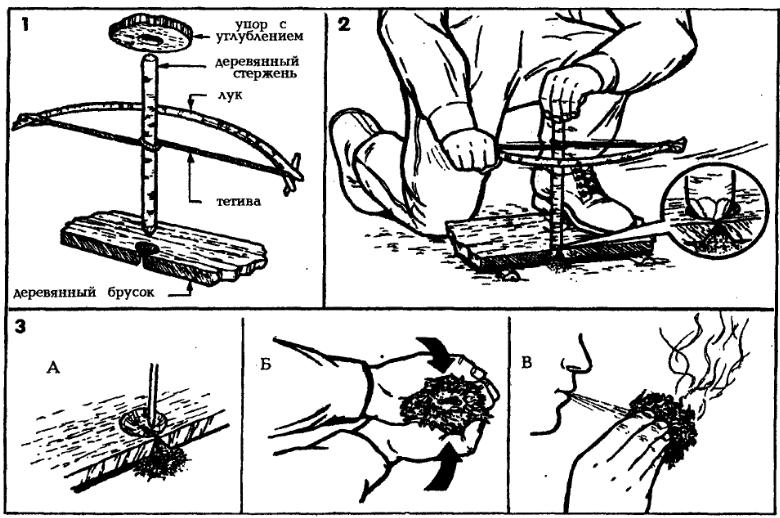 1
упор с
углублением
деревянный
стержень
лук
тетива
деревянный брусок
2
3
А
Б
В